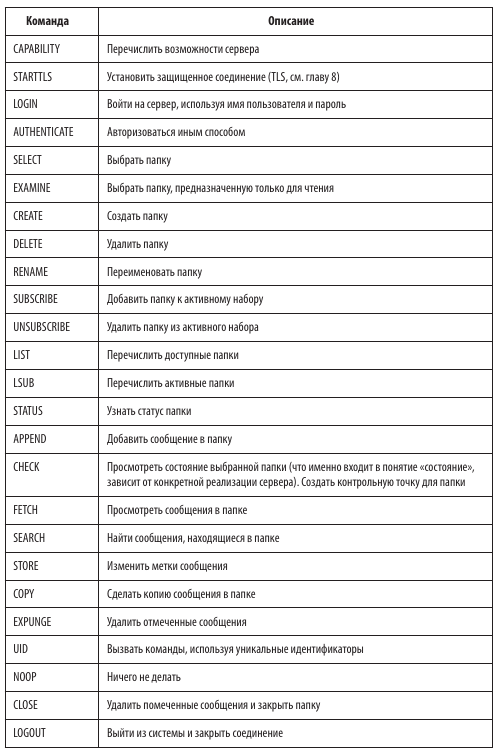 Команда Описание
CAPABILITY Перечислить возможности сервера
STARTTLS Установить защищенное соединение (TLS, см. главу 8)
LOGIN Войти на сервер, используя имя пользователя и пароль
AUTHENTICATE Авторизоваться иным способом
SELECT Выбрать папку
EXAMINE Выбрать папку, предназначенную только для чтения
CREATE Создать папку
DELETE Удалить папку
RENAME Переименовать папку
SUBSCRIBE Добавить папку к активному набору
UNSUBSCRIBE Удалить папку из активного набора
LIST Перечислить доступные папки
LSUB Перечислить активные папки
STATUS Узнать статус папки
APPEND Добавить сообщение в папку
CHECK Просмотреть состояние выбранной папки (что именно входит в понятие «состояние»,
зависит от конкретной реализации сервера). Создать контрольную точку для папки
FETCH Просмотреть сообщения в папке
SEARCH Найти сообщения, находящиеся в папке
STORE Изменить метки сообщения
COPY Сделать копию сообщения в папке
EXPUNGE Удалить отмеченные сообщения
UID Вызвать команды, используя уникальные идентификаторы
NOOP Ничего не делать
CLOSE Удалить помеченные сообщения и закрыть папку
LOGOUT Выйти из системы и закрыть соединение